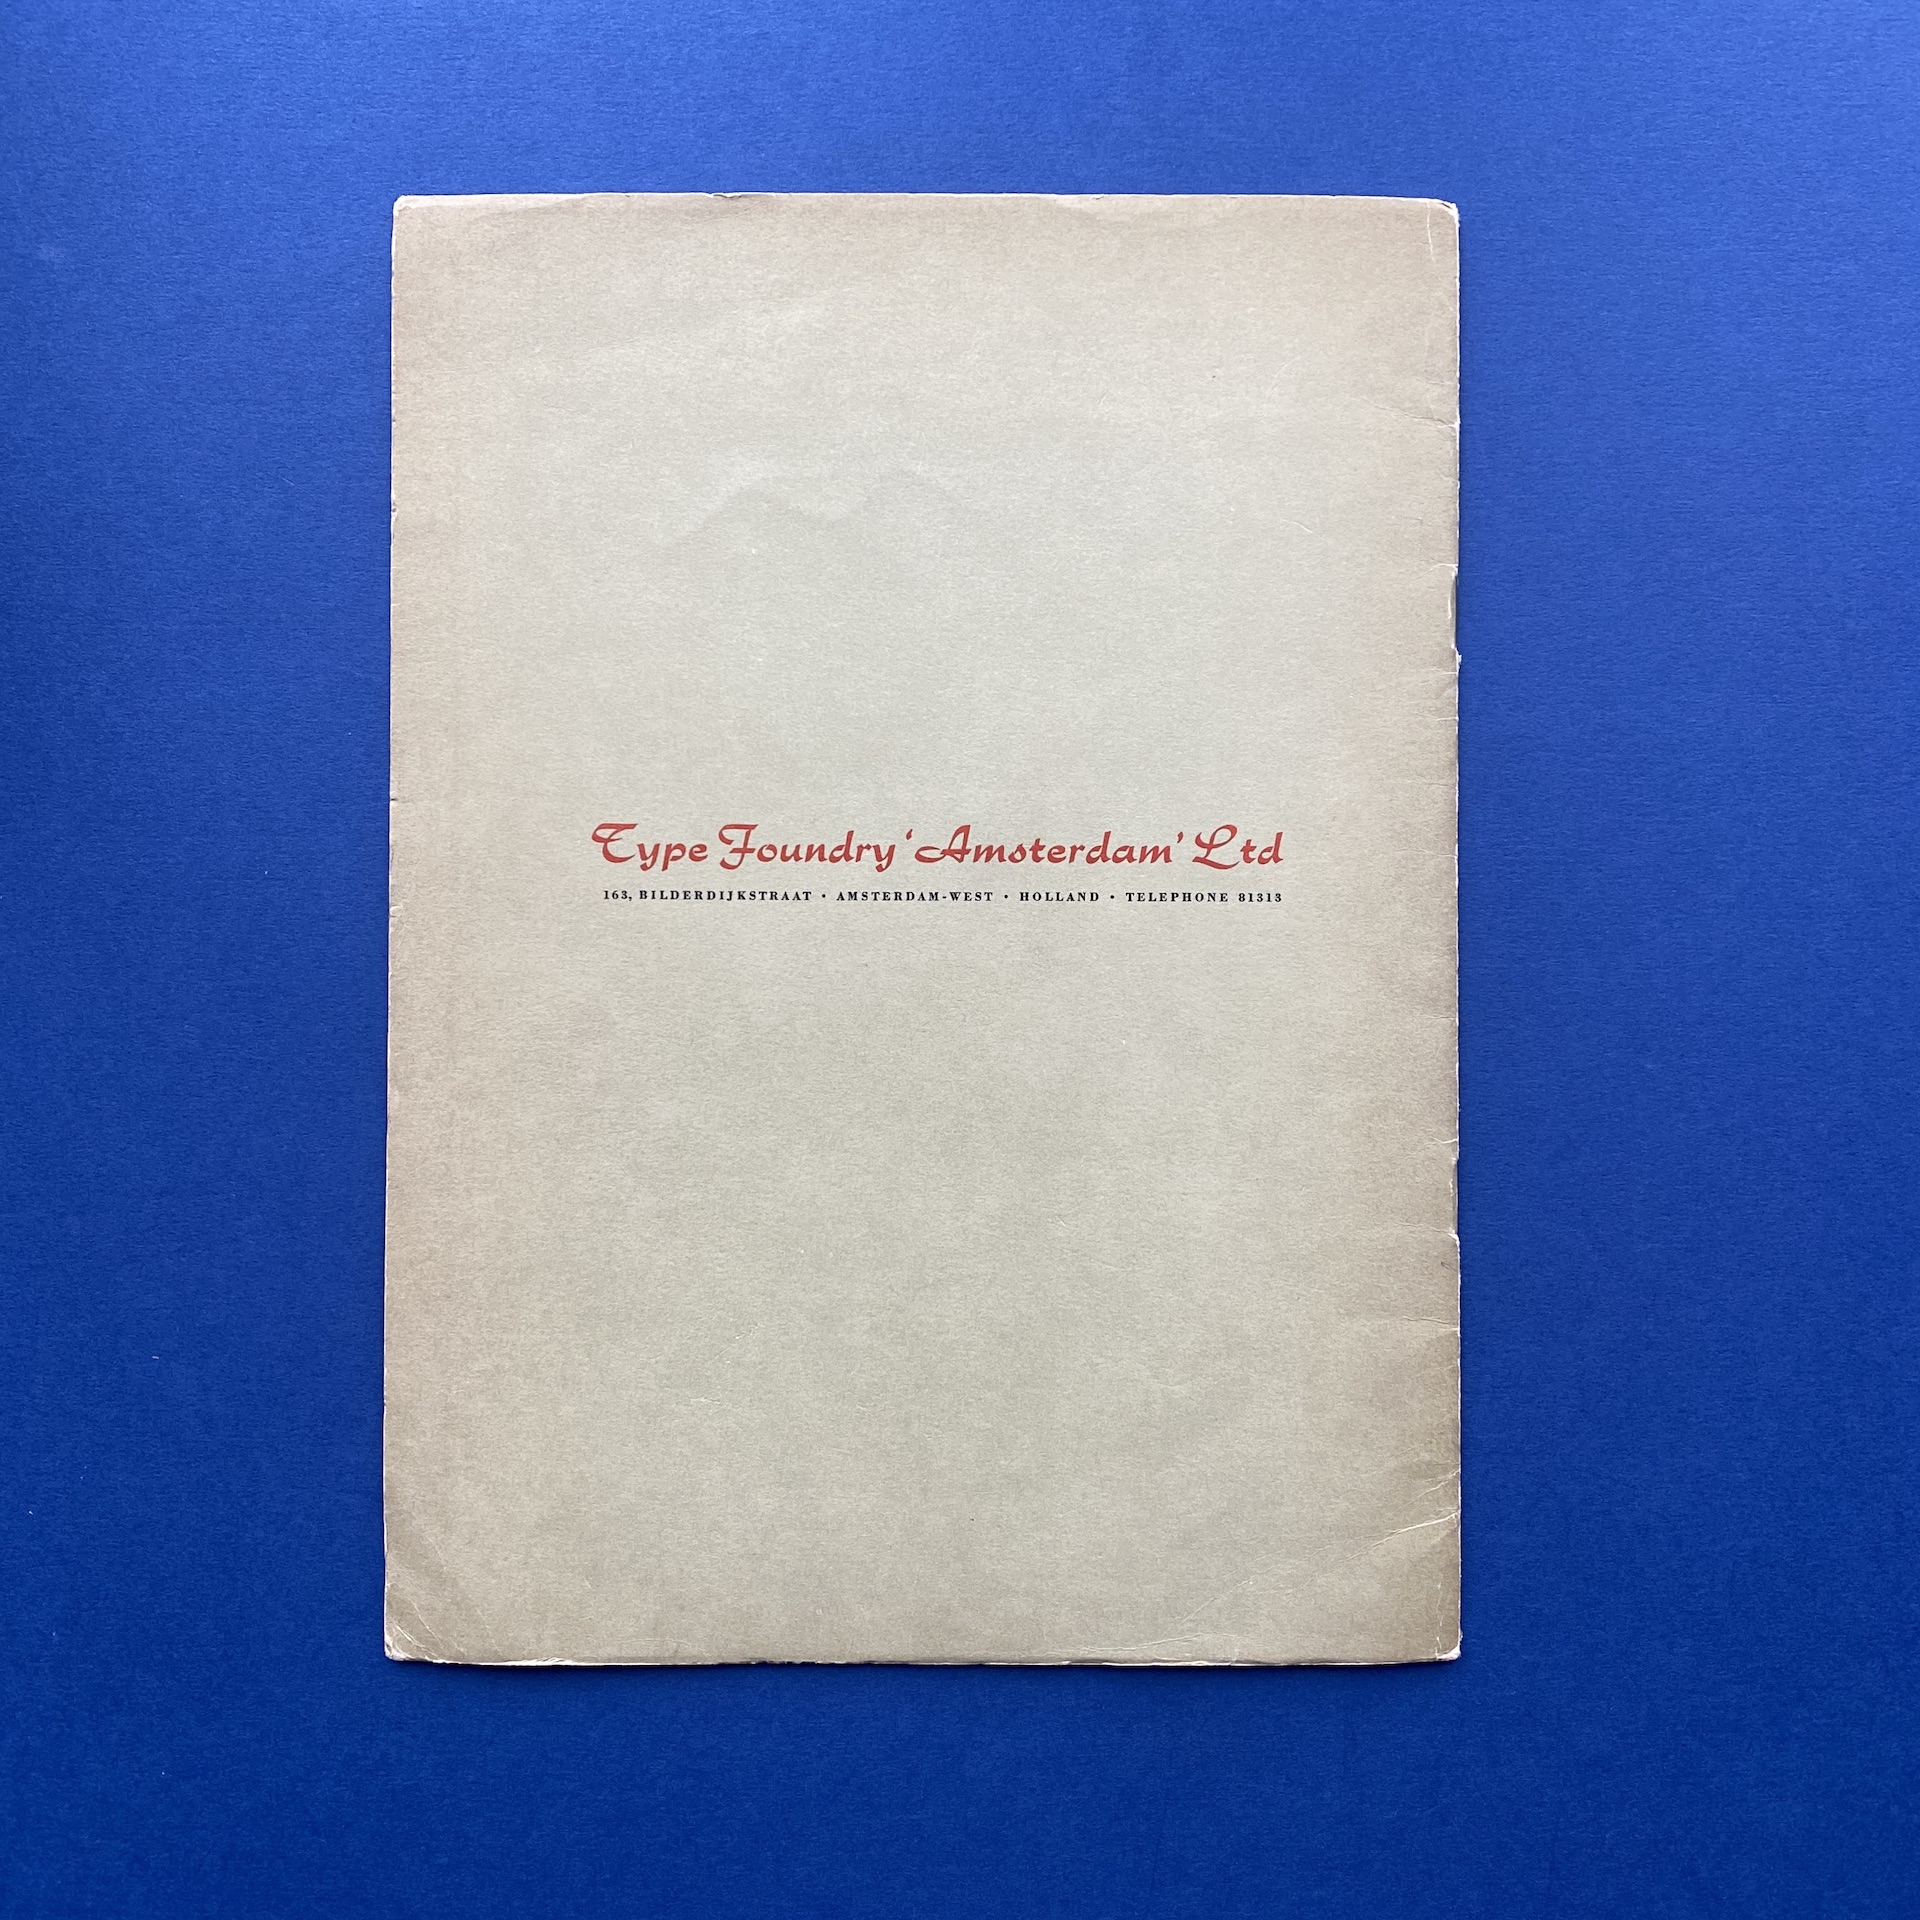 Type Foundry ‘Amsterdam’ Ltd
163, BILDERDIJKSTRAAT • AMSTERDAM-WEST • HOLLAND • TELEPHONE 81313